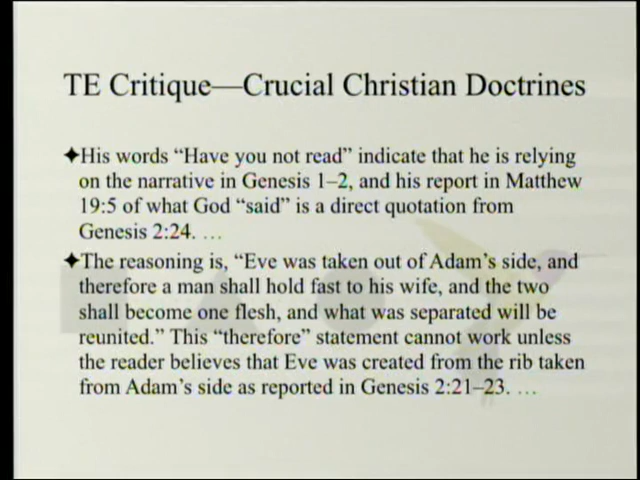 TE Critique—Crucial Christian Doctrines
✦His words “Have you not read” indicate that he is relying
on the narrative in Genesis 1–2, and his report in Matthew
19:5 of what God “said” is a direct quotation from
Genesis 2:24. …
✦The reasoning is, “Eve was taken out of Adam’s side, and
therefore a man shall hold fast to his wife, and the two
shall become one flesh, and what was separated will be
reunited.” This “therefore” statement cannot work unless
the reader believes that Eve was created from the rib taken
from Adam’s side as reported in Genesis 2:21–23. …